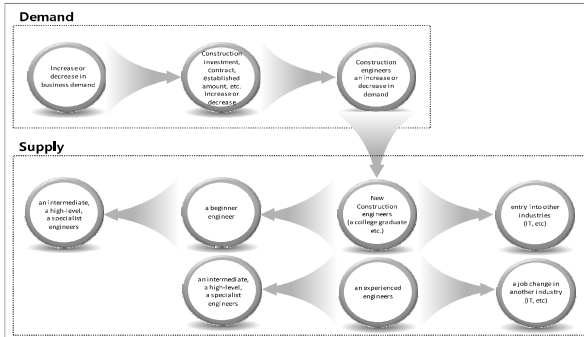 Demand
Increase or
decrease in
business demand
Construction
investment,
contract,
established
amount, etc.
Increase or
decrease
Construction
engineers
an increase or
decrease in
demand
Supply
an intermediate,
a high-level,
a specialist
engineers
a beginner
engineer
New
Construction
engineers
(a college graduate
etc.)
entry into other
industries
(IT, etc)
an intermediate,
a high-level,
a specialist
engineers
an experienced
engineers
a job change in
another industry
(IT, etc)